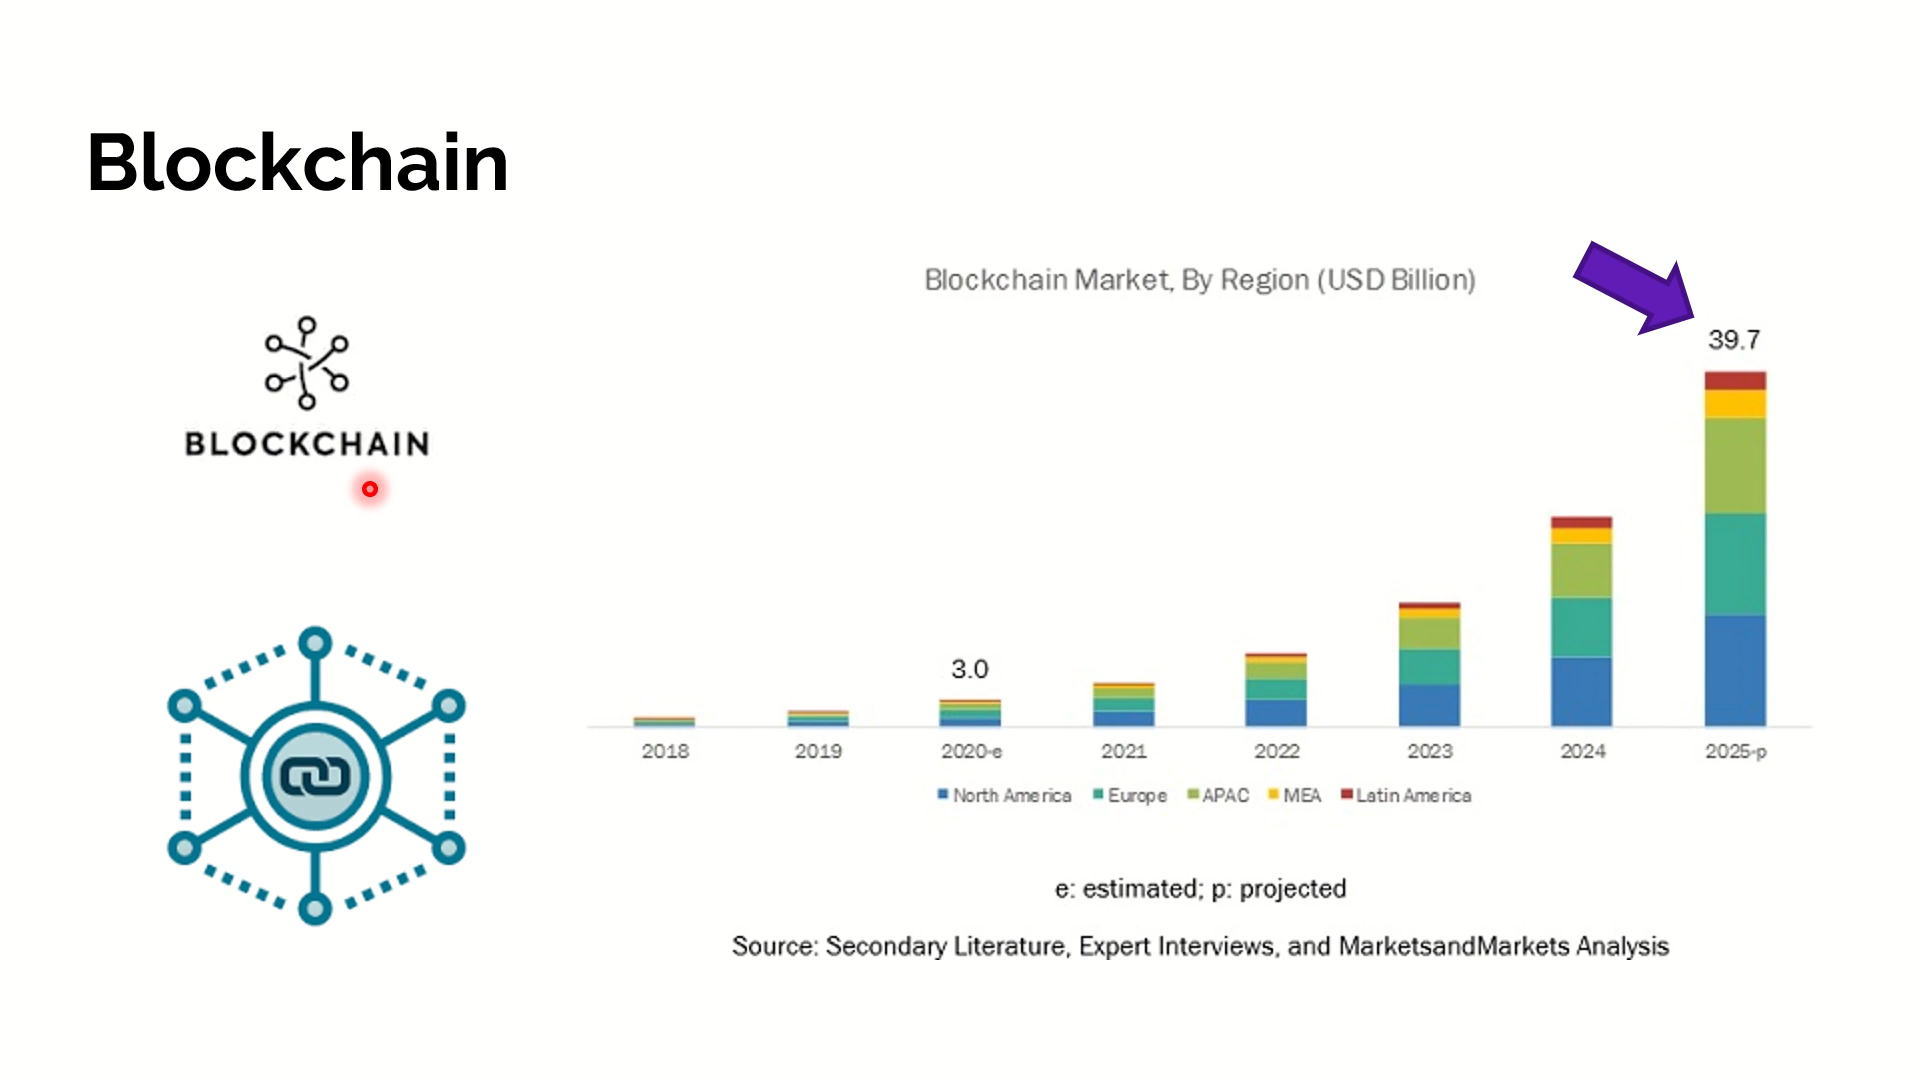 Blockchain
BLOCKCHAIN
Blockchain Market, By Region (USD Billion)
39.7
3.0
2018 2019 2020-e 2021 2022 2023 2024 2025-p
North America Europe APAC MEA Latin America
e: estimated; p: projected
Source: Secondary Literature, Expert Interviews, and MarketsandMarkets Analysis